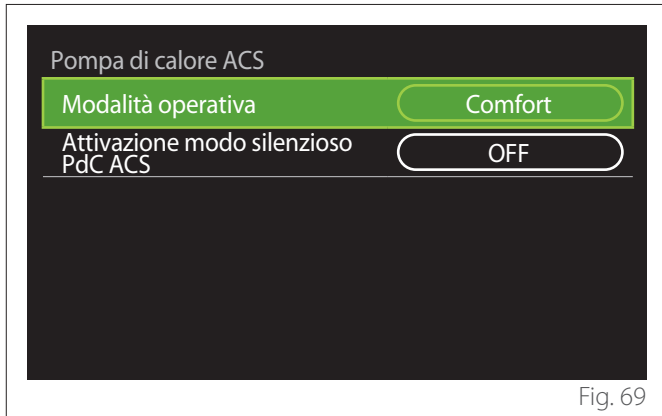 Pompa di calore ACS
Modalità operativa Comfort
Attivazione modo silenzioso
PdC ACS OFF
Fig. 69